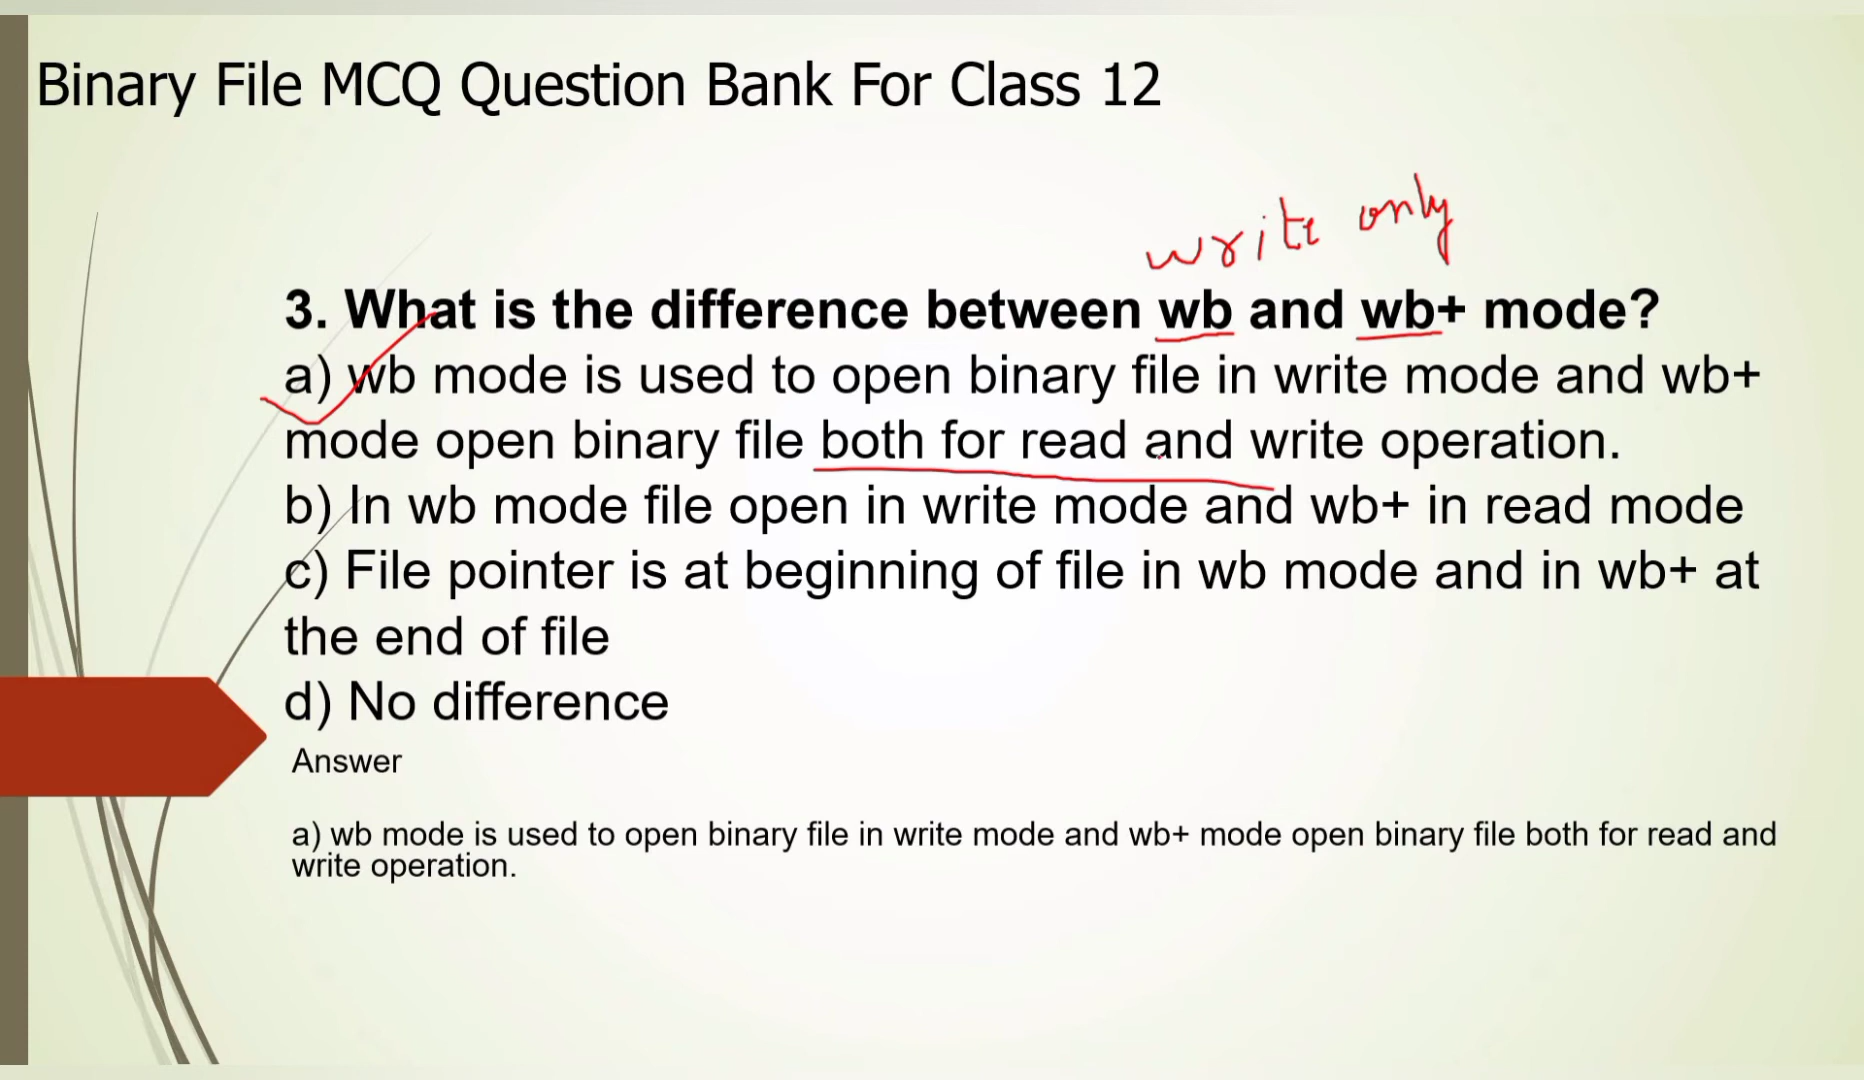 Binary File MCQ Question Bank For Class 12
write only
3. What is the difference between wb and wb+ mode?
a) wb mode is used to open binary file in write mode and wb+
mode open binary file both for read and write operation.
b) In wb mode file open in write mode and wb+ in read mode
c) File pointer is at beginning of file in wb mode and in wb+ at
the end of file
d) No difference
Answer
a) wb mode is used to open binary file in write mode and wb+ mode open binary file both for read and
write operation.